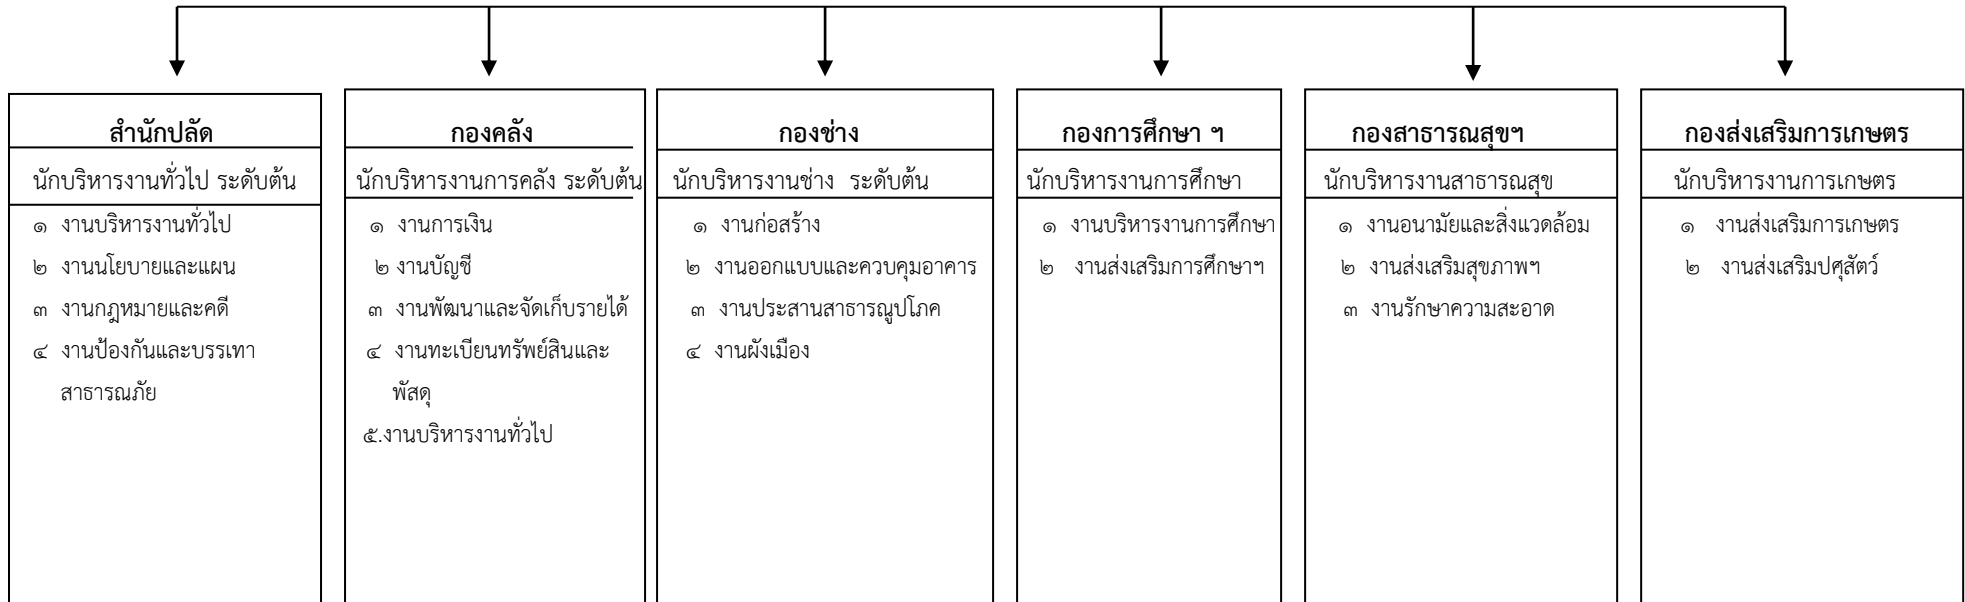 สำนักปลัด
นักบริหารงานทั่วไป ระดับต้น
๑ งานบริหารงานทั่วไป
๒ งานนโยบายและแผน
๓ งานกฎหมายและคดี
๔ งานป้องกันและบรรเทา
สาธารณภัย
กองคลัง
นักบริหารงานการคลัง ระดับต้น
๑ งานการเงิน
๒ งานบัญชี
๓ งานพัฒนาและจัดเก็บรายได้
๔ งานทะเบียนทรัพย์สินและ
พัสดุ
๕.งานบริหารงานทั่วไป
กองช่าง
นักบริหารงานช่าง ระดับต้น
๑ งานก่อสร้าง
๒ งานออกแบบและควบคุมอาคาร
๓ งานประสานสาธารณูปโภค
๔ งานผังเมือง
กองการศึกษา ฯ
นักบริหารงานการศึกษา
๑ งานบริหารงานการศึกษา
๒ งานส่งเสริมการศึกษาฯ
กองสาธารณสุขฯ
นักบริหารงานสาธารณสุข
๑ งานอนามัยและสิ่งแวดล้อม
๒ งานส่งเสริมสุขภาพฯ
๓ งานรักษาความสะอาด
กองส่งเสริมการเกษตร
นักบริหารงานการเกษตร
๑ งานส่งเสริมการเกษตร
๒ งานส่งเสริมปศุสัตว์